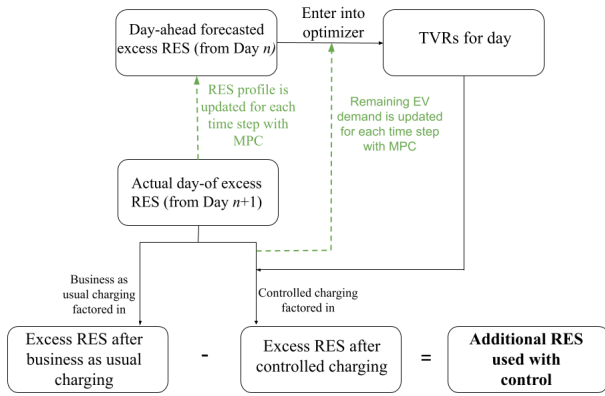 Day-ahead forecasted
excess RES (from Day n)
Enter into
optimizer
TVRs for day
RES profile is
updated for each
time step with
MPC
Remaining EV
demand is updated
for each time step
with MPC
Actual day-of excess
RES (from Day n+1)
Business as
usual charging
factored in
Controlled charging
factored in
Excess RES after
business as usual
charging
-
Excess RES after
controlled charging
=
Additional RES
used with
control